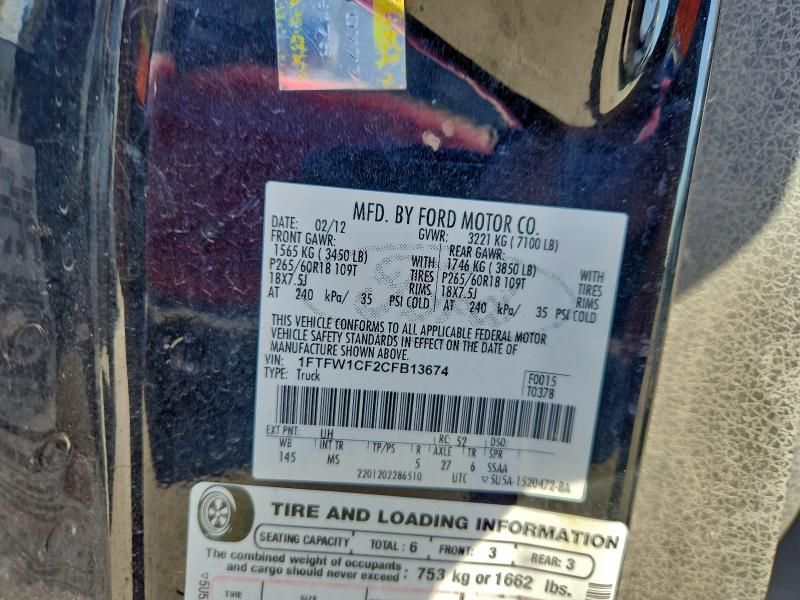 MFD. BY FORD MOTOR CO.
DATE: 02/12 GVWR: 3221 KG ( 7100 LB)
FRONT GAWR: REAR GAWR:
1565 KG ( 3450 LB) WITH 1746 KG ( 3850 LB) WITH
P265/60R18 109T TIRES P265/60R18 109T TIRES
18X7.5J RIMS 18X7.5J RIMS
AT 240 kPa/ 35 PSI COLD AT 240 kPa/ 35 PSI COLD
THIS VEHICLE CONFORMS TO ALL APPLICABLE FEDERAL MOTOR
VEHICLE SAFETY STANDARDS IN EFFECT ON THE DATE OF
MANUFACTURE SHOWN ABOVE.
VIN: 1FTFW1CF2CFB13674
TYPE: Truck
F0015
T0378
EXT PNT: UH RC: 52 DSO:
WB INT TR TP/PS R AXLE TR SPR
145 MS 5 27 6 SSAA
2201202286510 UTC ▽5U5A-1520472-BA
TIRE AND LOADING INFORMATION
SEATING CAPACITY TOTAL: 6 FRONT: 3 REAR: 3
The combined weight of occupants
and cargo should never exceed: 753 kg or 1662 lbs.
▽5U5
TIRE